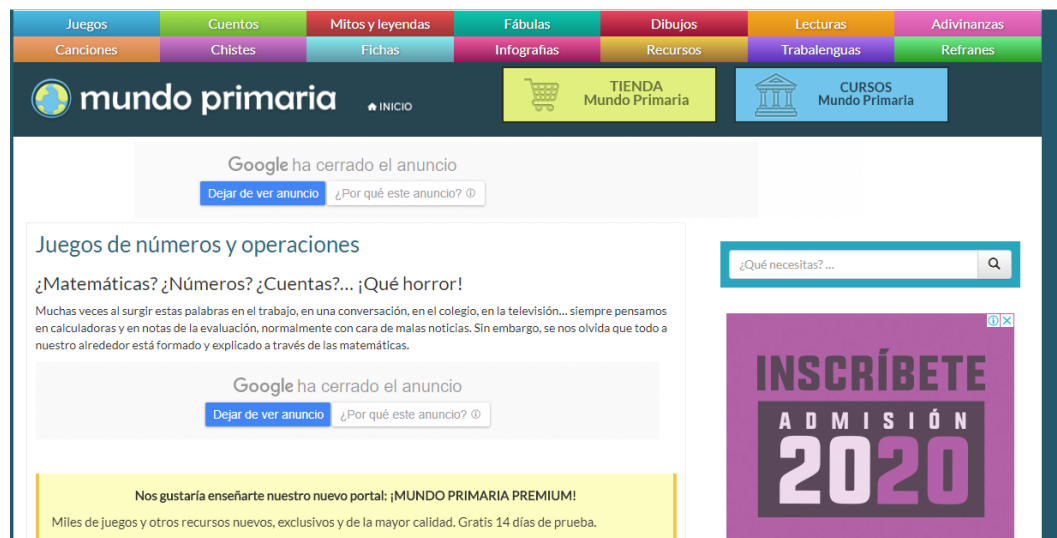 Juegos Cuentos Mitos y leyendas Fábulas Dibujos Lecturas Adivinanzas
Canciones Chistes Fichas Infografias Recursos Trabalenguas Refranes
mundo primaria
INICIO
TIENDA
Mundo Primaria
CURSOS
Mundo Primaria
Google ha cerrado el anuncio
Dejar de ver anuncio
¿Por qué este anuncio?
Juegos de números y operaciones
¿Matemáticas? ¿Números? ¿Cuentas?... ¡Qué horror!
Muchas veces al surgir estas palabras en el trabajo, en una conversación, en el colegio, en la televisión... siempre pensamos
en calculadoras y en notas de la evaluación, normalmente con cara de malas noticias. Sin embargo, se nos olvida que todo a
nuestro alrededor está formado y explicado a través de las matemáticas.
Google ha cerrado el anuncio
Dejar de ver anuncio
¿Por qué este anuncio?
Nos gustaría enseñarte nuestro nuevo portal: ¡MUNDO PRIMARIA PREMIUM!
Miles de juegos y otros recursos nuevos, exclusivos y de la mayor calidad. Gratis 14 días de prueba.
¿Qué necesitas? ...
INSCRÍBETE
ADMISIÓN
2020